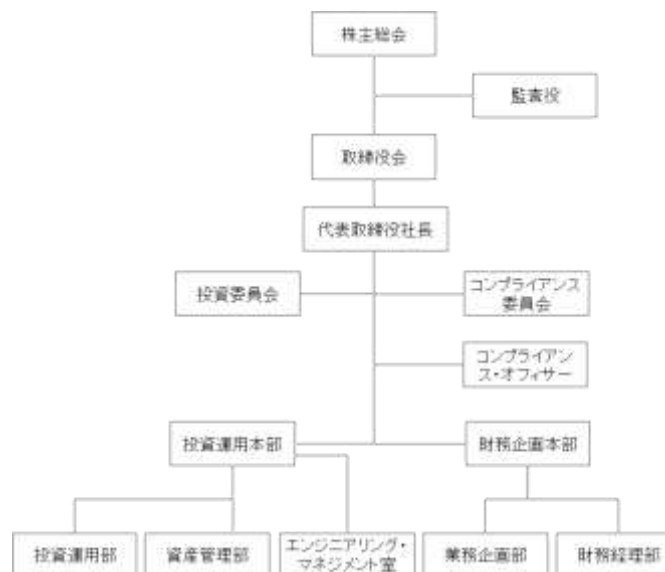 株主総会
監査役
取締役会
代表取締役社長
投資委員会
コンプライアンス
委員会
コンプライアン
ス・オフィサー
投資運用本部
財務企画本部
投資運用部
資産管理部
エンジニアリング・
マネジメント室
業務企画部
財務経理部